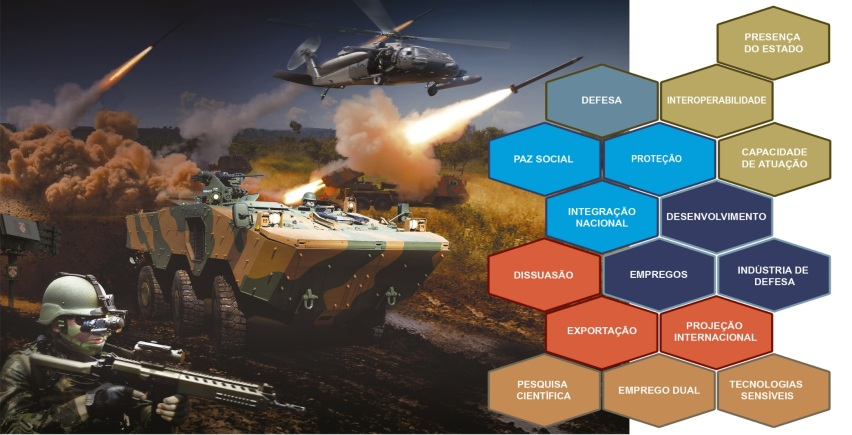 PRESENÇA
DO ESTADO
DEFESA
INTEROPERABILIDADE
PAZ SOCIAL
PROTEÇÃO
CAPACIDADE
DE ATUAÇÃO
INTEGRAÇÃO
NACIONAL
DESENVOLVIMENTO
DISSUASÃO
EMPREGOS
INDÚSTRIA DE
DEFESA
EXPORTAÇÃO
PROJEÇÃO
INTERNACIONAL
PESQUISA
CIENTÍFICA
EMPREGO DUAL
TECNOLOGIAS
SENSÍVEIS